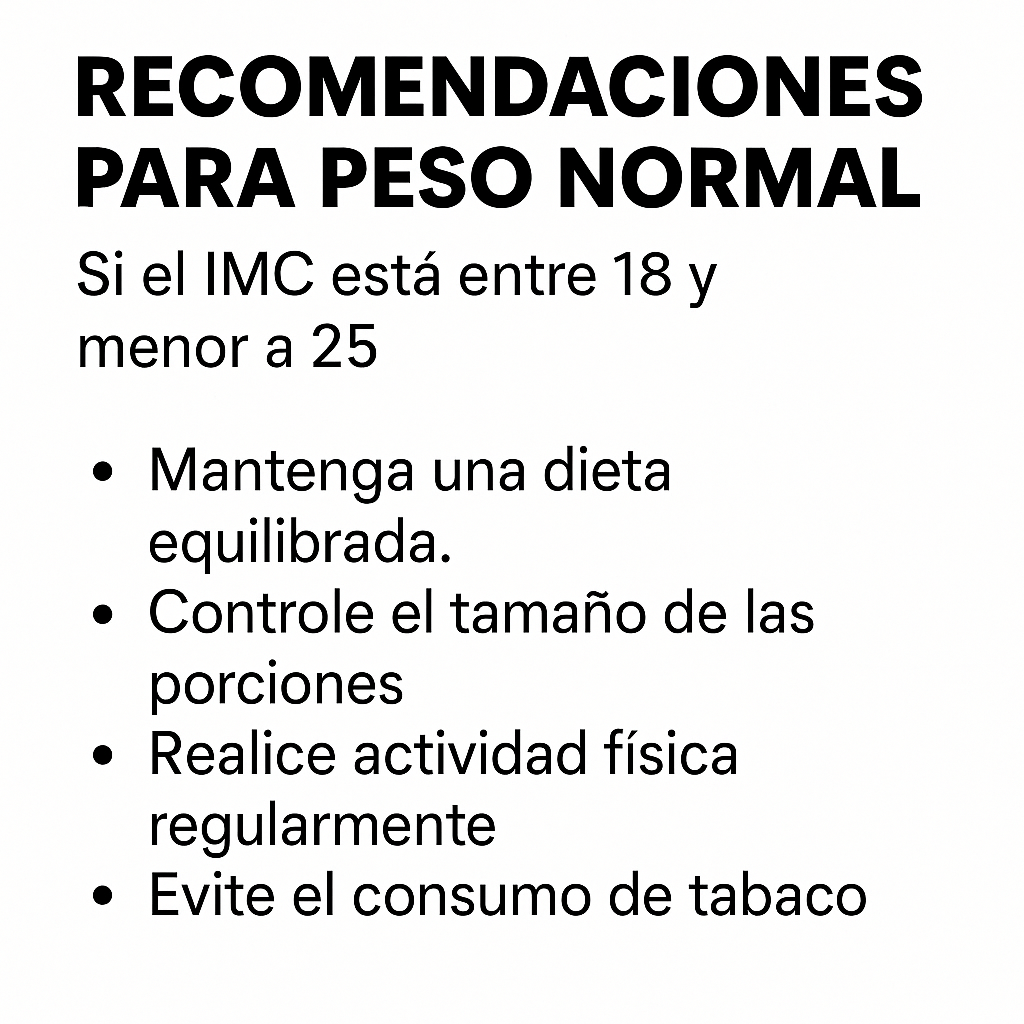 RECOMENDACIONES
PARA PESO NORMAL
Si el IMC está entre 18 y
menor a 25
• Mantenga una dieta
equilibrada.
• Controle el tamaño de las
porciones
• Realice actividad física
regularmente
• Evite el consumo de tabaco